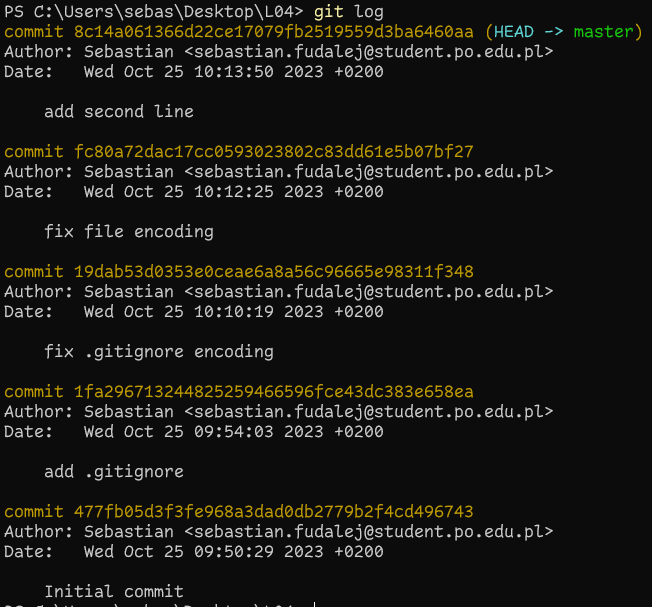 PS C:\Users\sebas\Desktop\L04> git log
commit 8c14a061366d22ce17079fb2519559d3ba6460aa (HEAD -> master)
Author: Sebastian <sebastian.fudalej@student.po.edu.pl>
Date:   Wed Oct 25 10:13:50 2023 +0200
    add second line
commit fc80a72dac17cc0593023802c83dd61e5b07bf27
Author: Sebastian <sebastian.fudalej@student.po.edu.pl>
Date:   Wed Oct 25 10:12:25 2023 +0200
    fix file encoding
commit 19dab53d0353e0ceae6a8a56c96665e98311f348
Author: Sebastian <sebastian.fudalej@student.po.edu.pl>
Date:   Wed Oct 25 10:10:19 2023 +0200
    fix .gitignore encoding
commit 1fa296713244825259466596fce43dc383e658ea
Author: Sebastian <sebastian.fudalej@student.po.edu.pl>
Date:   Wed Oct 25 09:54:03 2023 +0200
    add .gitignore
commit 477fb05d3f3fe968a3dad0db2779b2f4cd496743
Author: Sebastian <sebastian.fudalej@student.po.edu.pl>
Date:   Wed Oct 25 09:50:29 2023 +0200
    Initial commit
PS C:\Users\sebas\Desktop\L04>